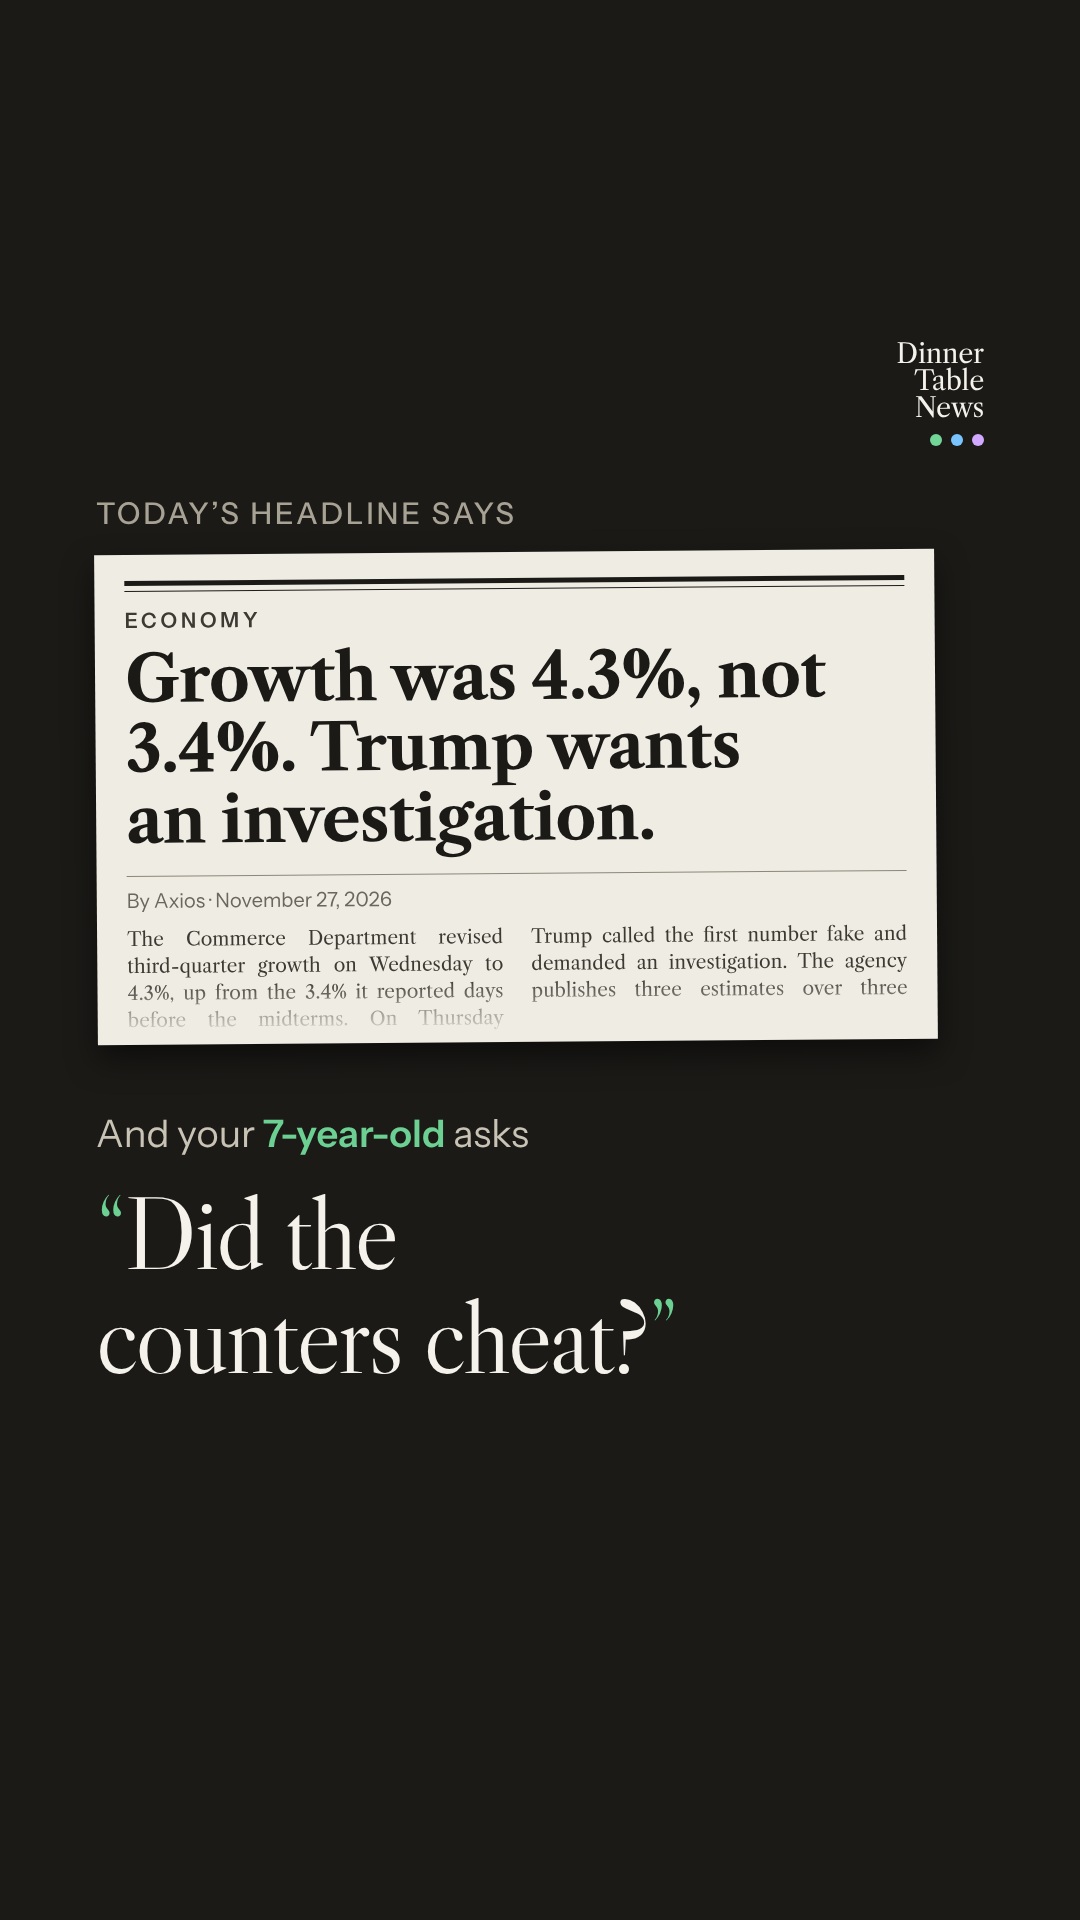 Dinner
Table
News
TODAY’S HEADLINE SAYS
ECONOMY
Growth was 4.3%, not
3.4%. Trump wants
an investigation.
By Axios · November 27, 2026
The Commerce Department revised
third-quarter growth on Wednesday to
4.3%, up from the 3.4% it reported days
before the midterms. On Thursday
Trump called the first number fake and
demanded an investigation. The agency
publishes three estimates over three
And your 7-year-old asks
“Did the
counters cheat?”